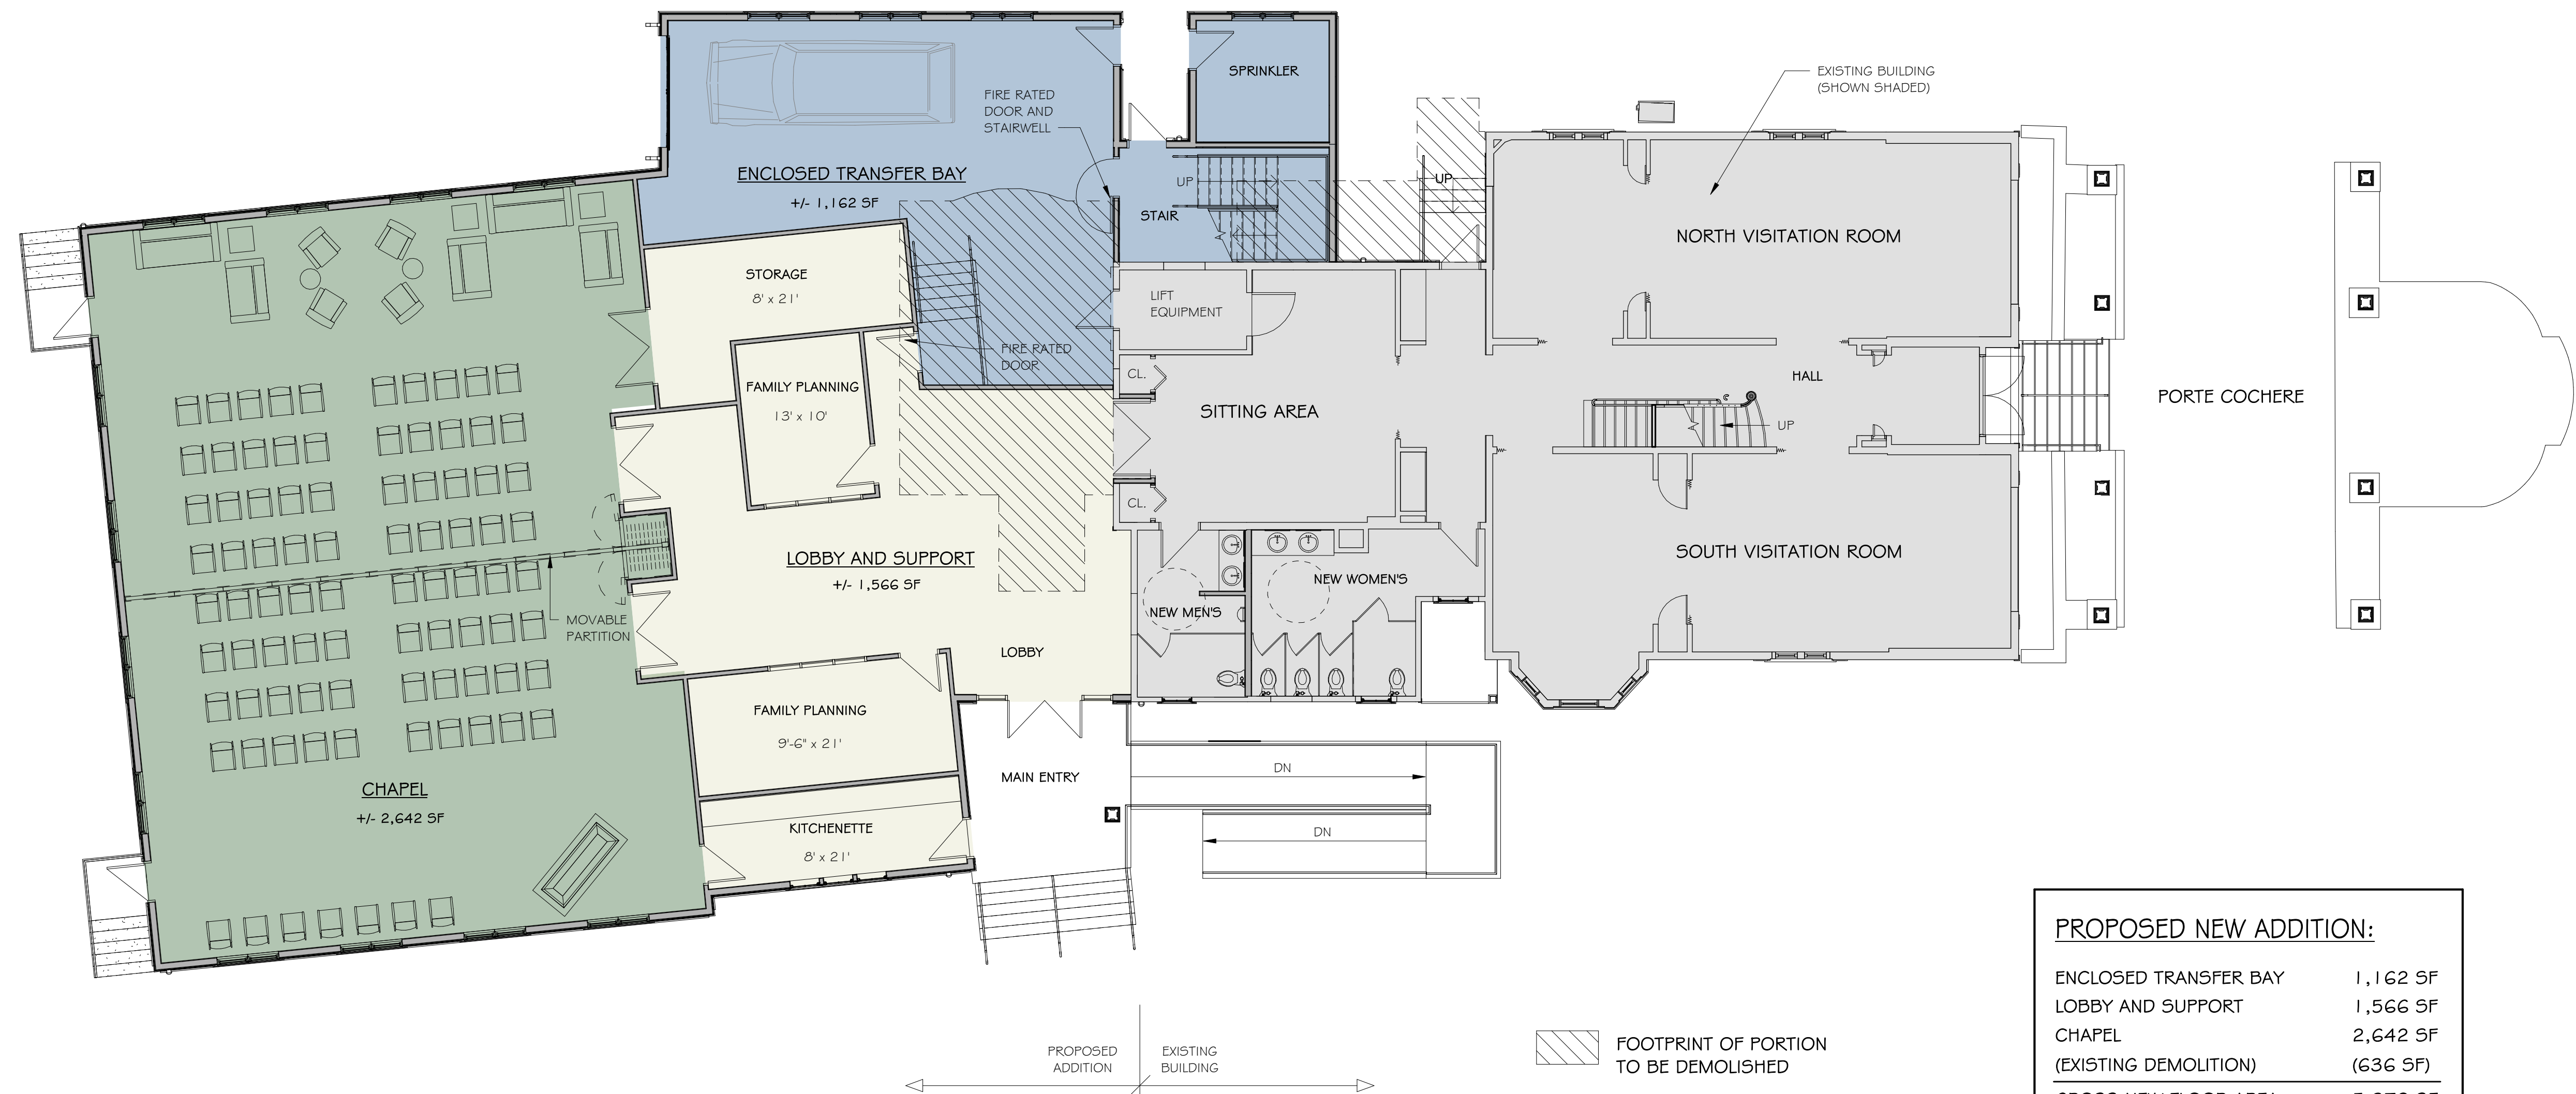 SPRINKLER
EXISTING BUILDING
(SHOWN SHADED)
FIRE RATED
DOOR AND
STAIRWELL
ENCLOSED TRANSFER BAY
+/- 1,162 SF
UP
STAIR
UP
NORTH VISITATION ROOM
STORAGE
8' x 21'
LIFT
EQUIPMENT
FIRE RATED
DOOR
FAMILY PLANNING
13' x 10'
CL.
SITTING AREA
HALL
UP
PORTE COCHERE
CL.
LOBBY AND SUPPORT
+/- 1,566 SF
NEW MEN'S
NEW WOMEN'S
SOUTH VISITATION ROOM
MOVABLE
PARTITION
LOBBY
FAMILY PLANNING
9'-6" x 21'
MAIN ENTRY
DN
DN
CHAPEL
+/- 2,642 SF
KITCHENETTE
8' x 21'
PROPOSED NEW ADDITION:
ENCLOSED TRANSFER BAY 1,162 SF
LOBBY AND SUPPORT 1,566 SF
CHAPEL 2,642 SF
(EXISTING DEMOLITION) (636 SF)
PROPOSED
ADDITION
EXISTING
BUILDING
FOOTPRINT OF PORTION
TO BE DEMOLISHED